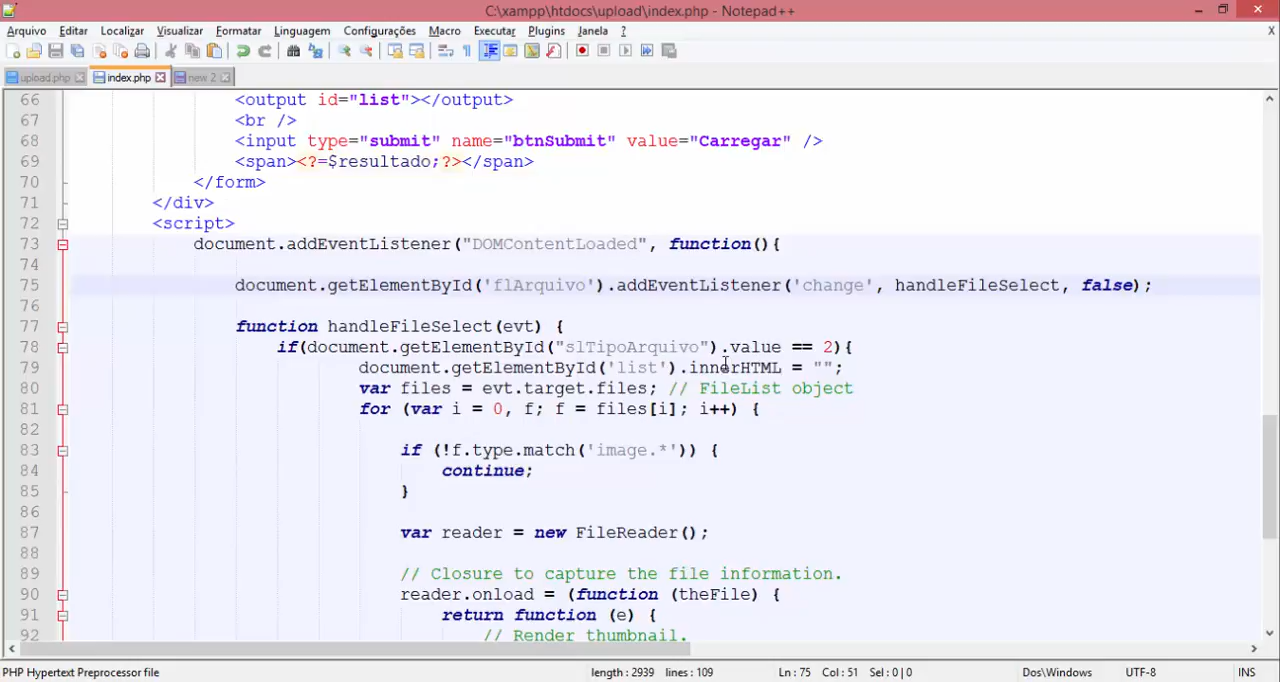 C:\xampp\htdocs\upload\index.php - Notepad++
Arquivo Editar Localizar Visualizar Formatar Linguagem Configurações Macro Executar Plugins Janela ? X
upload.php index.php new 2
66 <output id="list"></output>
67 <br />
68 <input type="submit" name="btnSubmit" value="Carregar" />
69 <span><?=$resultado;?></span>
70 </form>
71 </div>
72 <script>
73 document.addEventListener("DOMContentLoaded", function(){
74
75 document.getElementById('flArquivo').addEventListener('change', handleFileSelect, false);
76
77 function handleFileSelect(evt) {
78 if(document.getElementById("slTipoArquivo").value == 2){
79 document.getElementById('list').innerHTML = "";
80 var files = evt.target.files; // FileList object
81 for (var i = 0, f; f = files[i]; i++) {
82
83 if (!f.type.match('image.*')) {
84 continue;
85 }
86
87 var reader = new FileReader();
88
89 // Closure to capture the file information.
90 reader.onload = (function (theFile) {
91 return function (e) {
92 // Render thumbnail.
PHP Hypertext Preprocessor file length : 2939 lines : 109 Ln : 75 Col : 51 Sel : 0 | 0 Dos\Windows UTF-8 INS